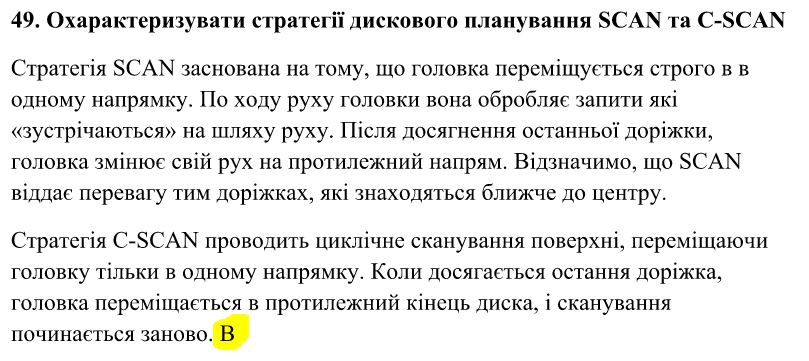 49. Охарактеризувати стратегії дискового планування SCAN та C-SCAN
Стратегія SCAN заснована на тому, що головка переміщується строго в в
одному напрямку. По ходу руху головки вона обробляє запити які
«зустрічаються» на шляху руху. Після досягнення останньої доріжки,
головка змінює свій рух на протилежний напрям. Відзначимо, що SCAN
віддає перевагу тим доріжках, які знаходяться ближче до центру.
Стратегія C-SCAN проводить циклічне сканування поверхні, переміщаючи
головку тільки в одному напрямку. Коли досягається остання доріжка,
головка переміщається в протилежний кінець диска, і сканування
починається заново. В